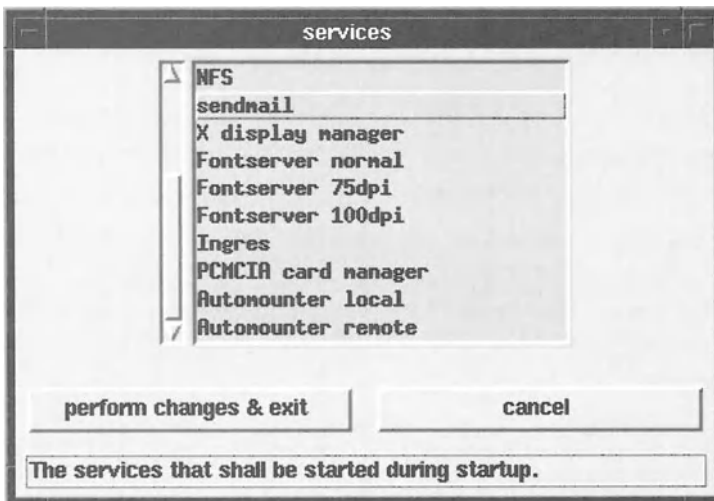 services
NFS
sendmail
X display manager
Fontserver normal
Fontserver 75dpi
Fontserver 100dpi
Ingres
PCMCIA card manager
Automounter local
Automounter remote
perform changes & exit
cancel
The services that shall be started during startup.